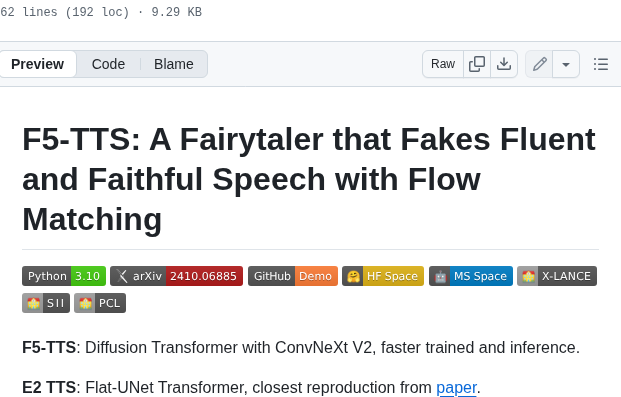 62 lines (192 loc) · 9.29 KB
Preview Code Blame Raw
F5-TTS: A Fairytaler that Fakes Fluent
and Faithful Speech with Flow
Matching
Python 3.10 arXiv 2410.06885 GitHub Demo HF Space MS Space X-LANCE
SII PCL
F5-TTS: Diffusion Transformer with ConvNeXt V2, faster trained and inference.
E2 TTS: Flat-UNet Transformer, closest reproduction from paper.